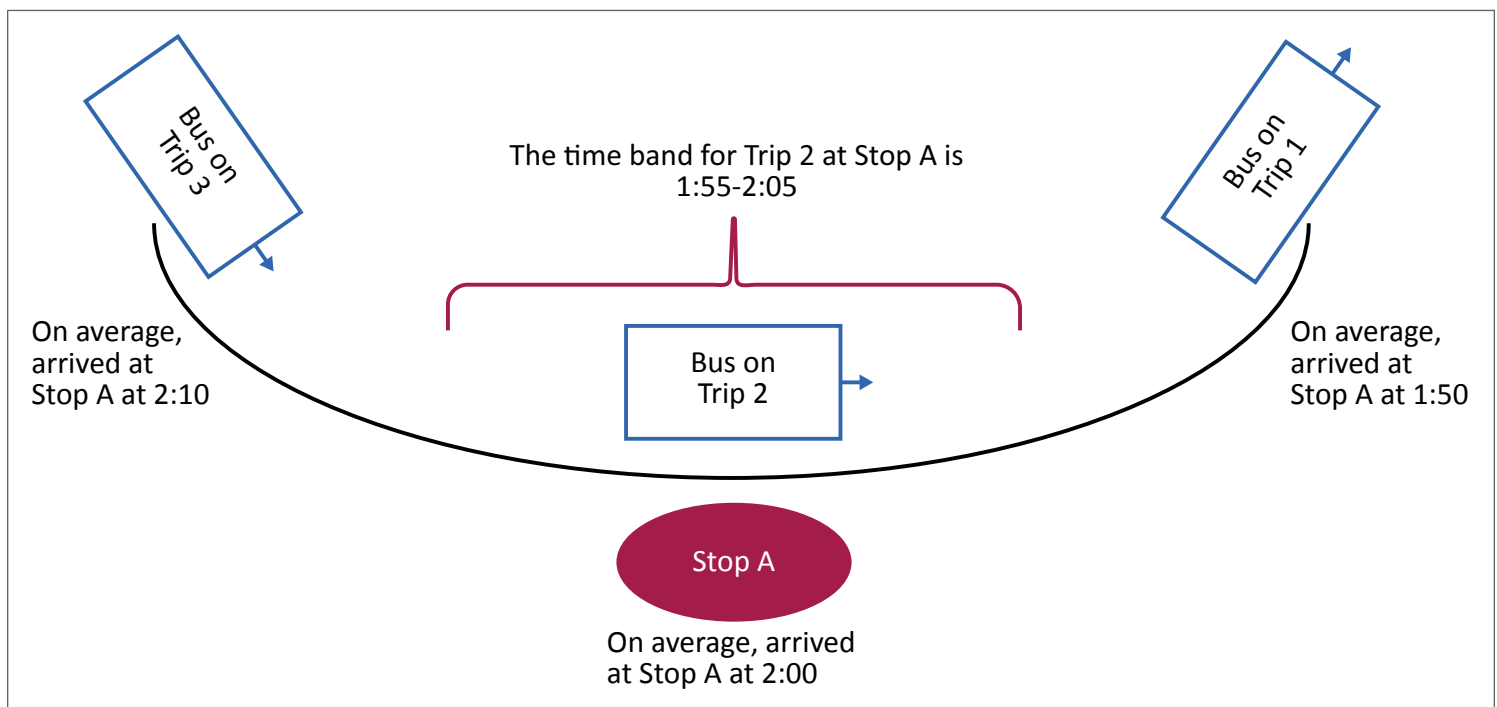 Bus on
Trip 3
The time band for Trip 2 at Stop A is
1:55-2:05
Bus on
Trip 1
On average,
arrived at
Stop A at 2:10
Bus on
Trip 2
On average,
arrived at
Stop A at 1:50
Stop A
On average, arrived
at Stop A at 2:00